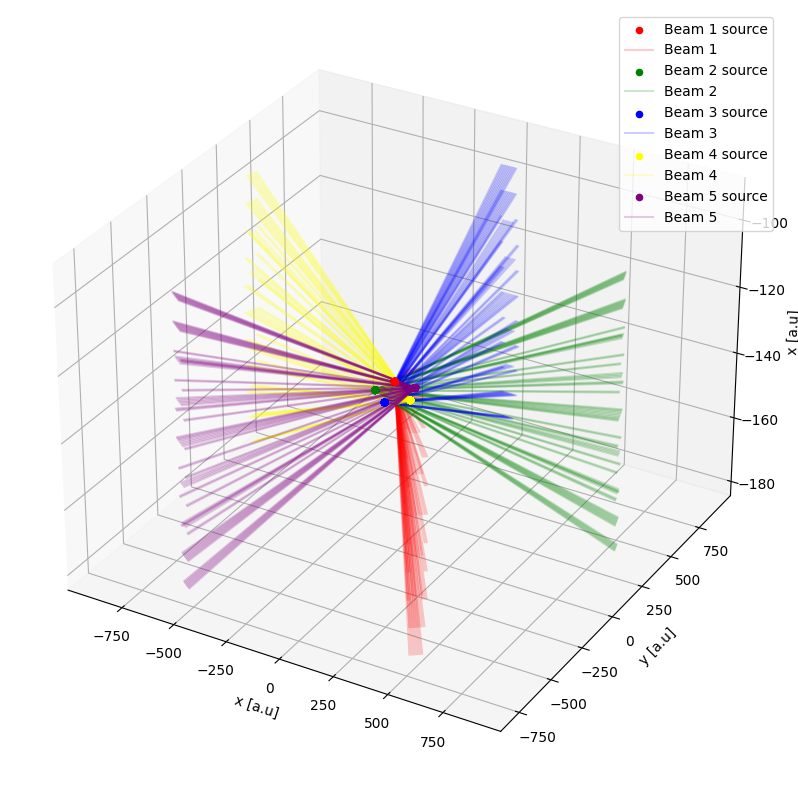 Beam 1 source
Beam 1
Beam 2 source
Beam 2
Beam 3 source
Beam 3
Beam 4 source
Beam 4
Beam 5 source
Beam 5
−100
−120
−140
−160
−180
x [a.u]
750
500
250
0
−250
−500
−750
y [a.u]
−750
−500
−250
0
250
500
750
x [a.u]